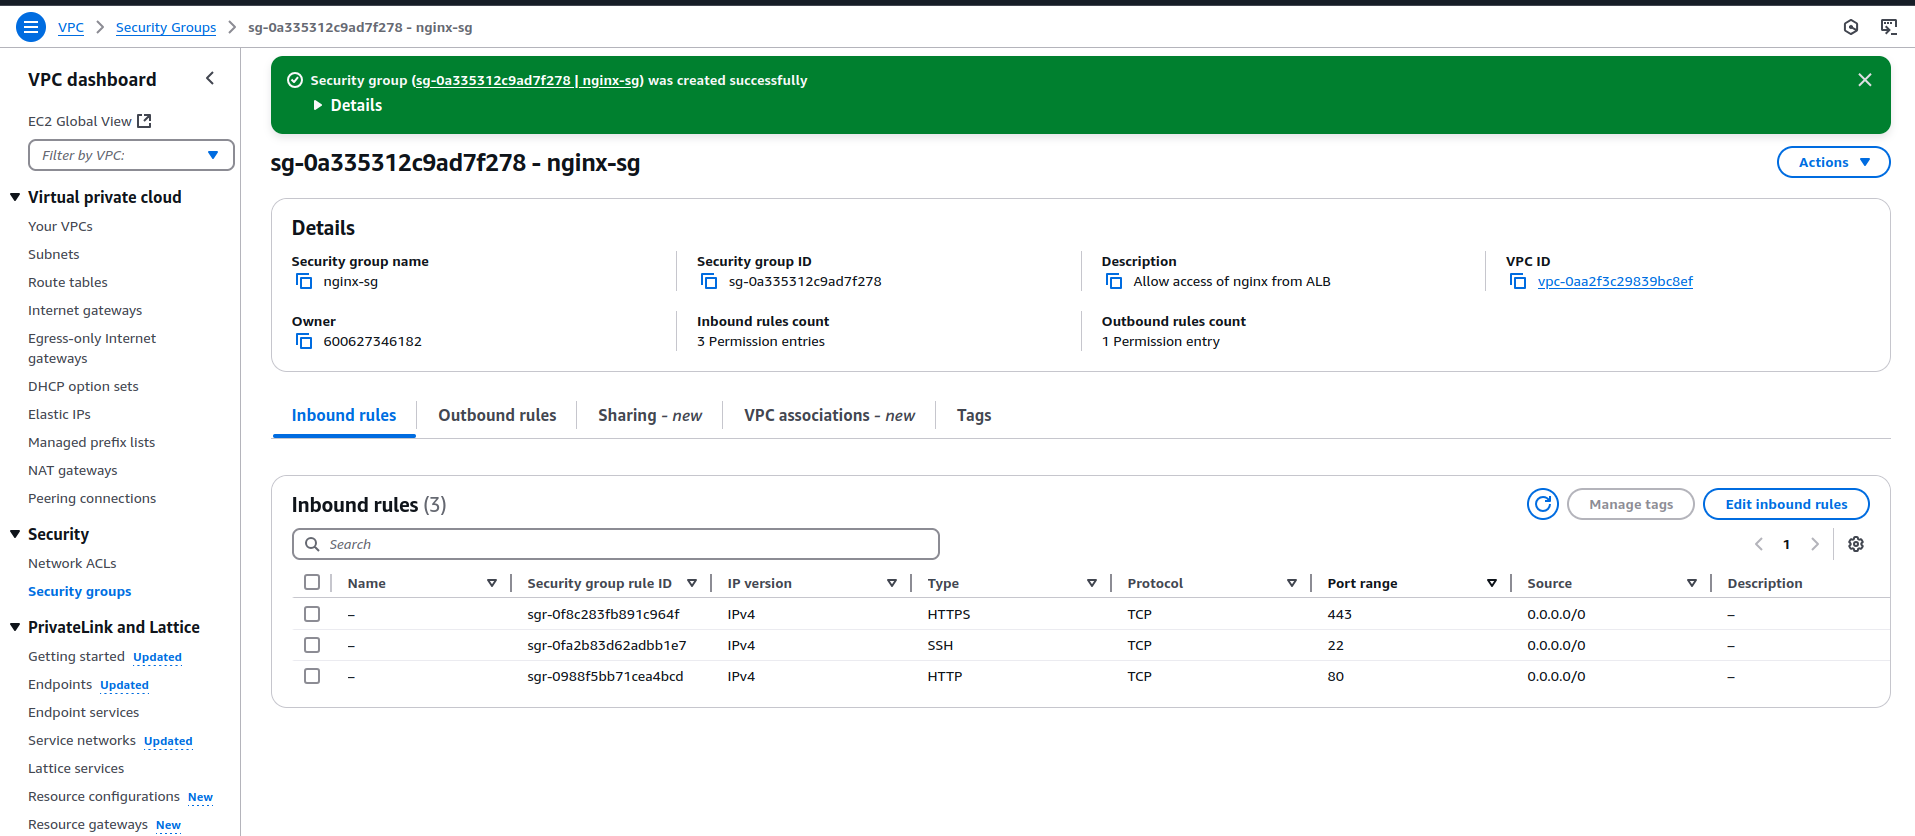 VPC > Security Groups > sg-0a335312c9ad7f278 - nginx-sg
VPC dashboard
EC2 Global View
Filter by VPC:
Virtual private cloud
Your VPCs
Subnets
Route tables
Internet gateways
Egress-only Internet
gateways
DHCP option sets
Elastic IPs
Managed prefix lists
NAT gateways
Peering connections
Security
Network ACLs
Security groups
PrivateLink and Lattice
Getting started Updated
Endpoints Updated
Endpoint services
Service networks Updated
Lattice services
Resource configurations New
Resource gateways New
Security group (sg-0a335312c9ad7f278 | nginx-sg) was created successfully
Details
sg-0a335312c9ad7f278 - nginx-sg
Actions
Details
Security group name
nginx-sg
Security group ID
sg-0a335312c9ad7f278
Description
Allow access of nginx from ALB
VPC ID
vpc-0aa2f3c29839bc8ef
Owner
600627346182
Inbound rules count
3 Permission entries
Outbound rules count
1 Permission entry
Inbound rules Outbound rules Sharing - new VPC associations - new Tags
Inbound rules (3)
Manage tags
Edit inbound rules
Search
1
Name Security group rule ID IP version Type Protocol Port range Source Description
– sgr-0f8c283fb891c964f IPv4 HTTPS TCP 443 0.0.0.0/0 –
– sgr-0fa2b83d62adbb1e7 IPv4 SSH TCP 22 0.0.0.0/0 –
– sgr-0988f5bb71cea4bcd IPv4 HTTP TCP 80 0.0.0.0/0 –